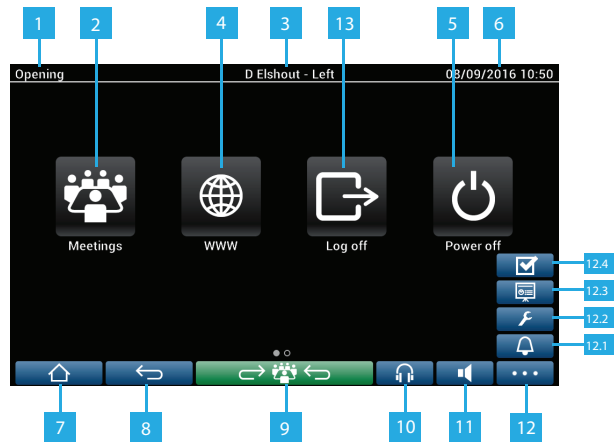 1 2 4 3 13 5 6
Opening D Elshout - Left 08/09/2016 10:50
Meetings WWW Log off Power off
12.4
12.3
12.2
12.1
7 8 9 10 11 12